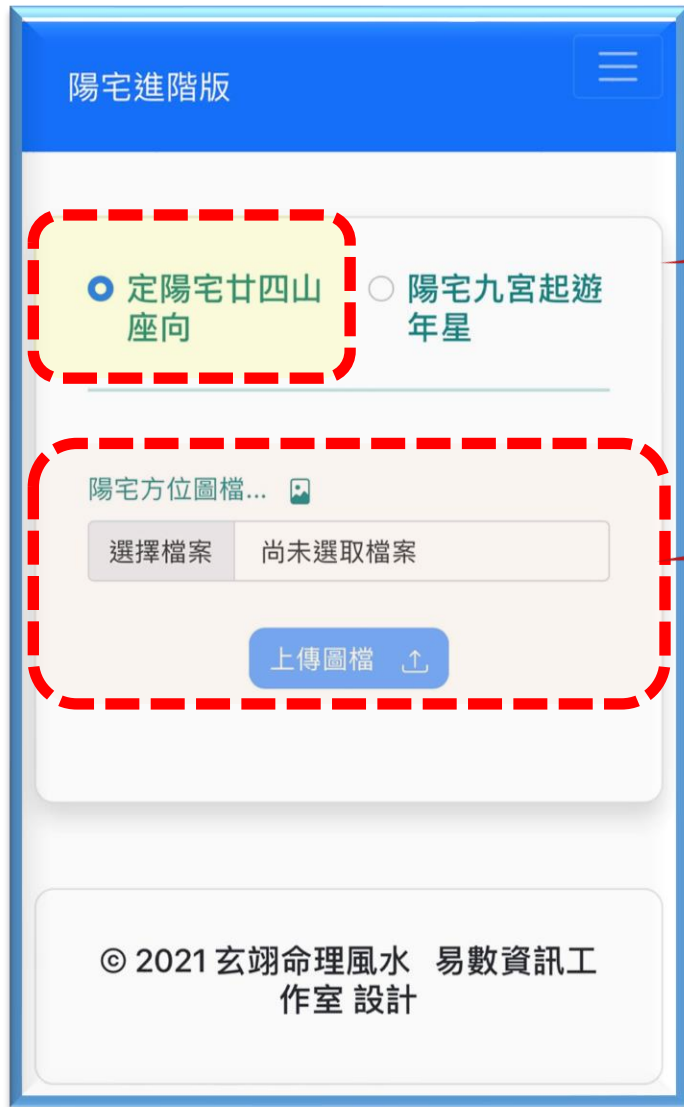 陽宅進階版
定陽宅廿四山
座向
陽宅九宮起遊
年星
陽宅方位圖檔...
選擇檔案 尚未選取檔案
上傳圖檔
© 2021 玄翊命理風水 易數資訊工
作室 設計